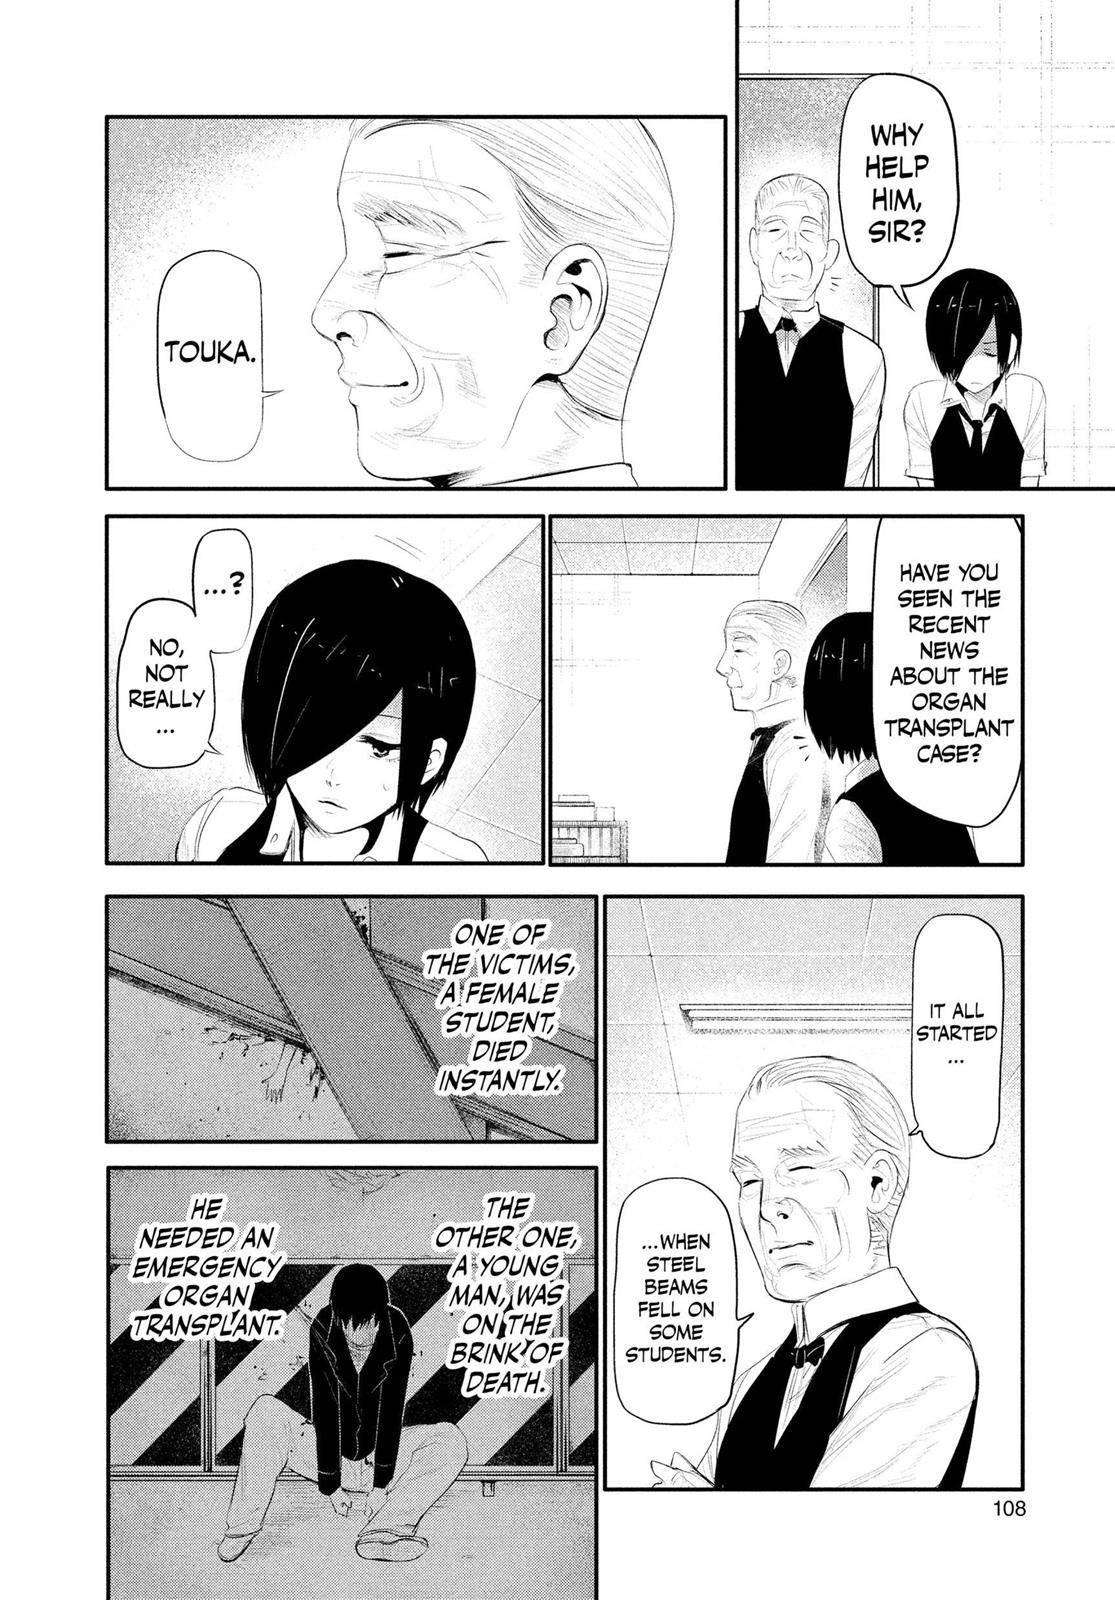 WHY
HELP
HIM,
SIR?
TOUKA.
HAVE YOU
SEEN THE
RECENT
NEWS
ABOUT THE
ORGAN
TRANSPLANT
CASE?
...?
NO,
NOT
REALLY
...
IT ALL
STARTED
...
...WHEN
STEEL
BEAMS
FELL ON
SOME
STUDENTS.
ONE OF
THE VICTIMS,
A FEMALE
STUDENT,
DIED
INSTANTLY.
THE
OTHER ONE,
A YOUNG
MAN, WAS
ON THE
BRINK OF
DEATH.
HE
NEEDED AN
EMERGENCY
ORGAN
TRANSPLANT.
108